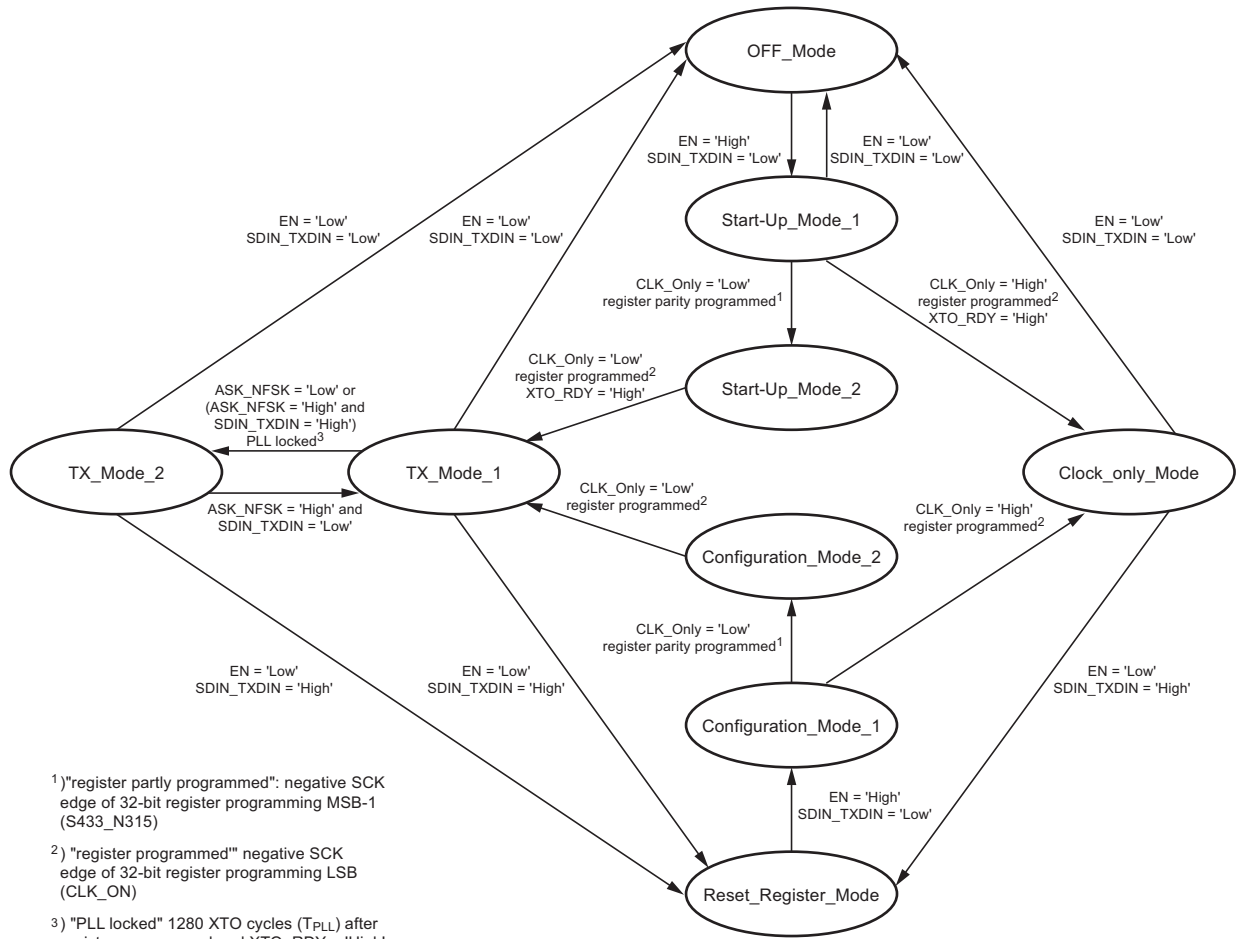 OFF_Mode
EN = 'High'
SDIN_TXDIN = 'Low'
EN = 'Low'
SDIN_TXDIN = 'Low'
EN = 'Low'
SDIN_TXDIN = 'Low'
EN = 'Low'
SDIN_TXDIN = 'Low'
Start-Up_Mode_1
EN = 'Low'
SDIN_TXDIN = 'Low'
CLK_Only = 'Low'
register parity programmed1
CLK_Only = 'High'
register programmed2
XTO_RDY = 'High'
CLK_Only = 'Low'
register programmed2
XTO_RDY = 'High'
Start-Up_Mode_2
ASK_NFSK = 'Low' or
(ASK_NFSK = 'High' and
SDIN_TXDIN = 'High')
PLL locked3
TX_Mode_2
TX_Mode_1
Clock_only_Mode
ASK_NFSK = 'High' and
SDIN_TXDIN = 'Low'
CLK_Only = 'Low'
register programmed2
CLK_Only = 'High'
register programmed2
Configuration_Mode_2
CLK_Only = 'Low'
register parity programmed1
EN = 'Low'
SDIN_TXDIN = 'High'
EN = 'Low'
SDIN_TXDIN = 'High'
EN = 'Low'
SDIN_TXDIN = 'High'
Configuration_Mode_1
EN = 'High'
SDIN_TXDIN = 'Low'
Reset_Register_Mode
1)"register partly programmed": negative SCK
edge of 32-bit register programming MSB-1
(S433_N315)
2) "register programmed'" negative SCK
edge of 32-bit register programming LSB
(CLK_ON)
3) "PLL locked" 1280 XTO cycles (TPLL) after